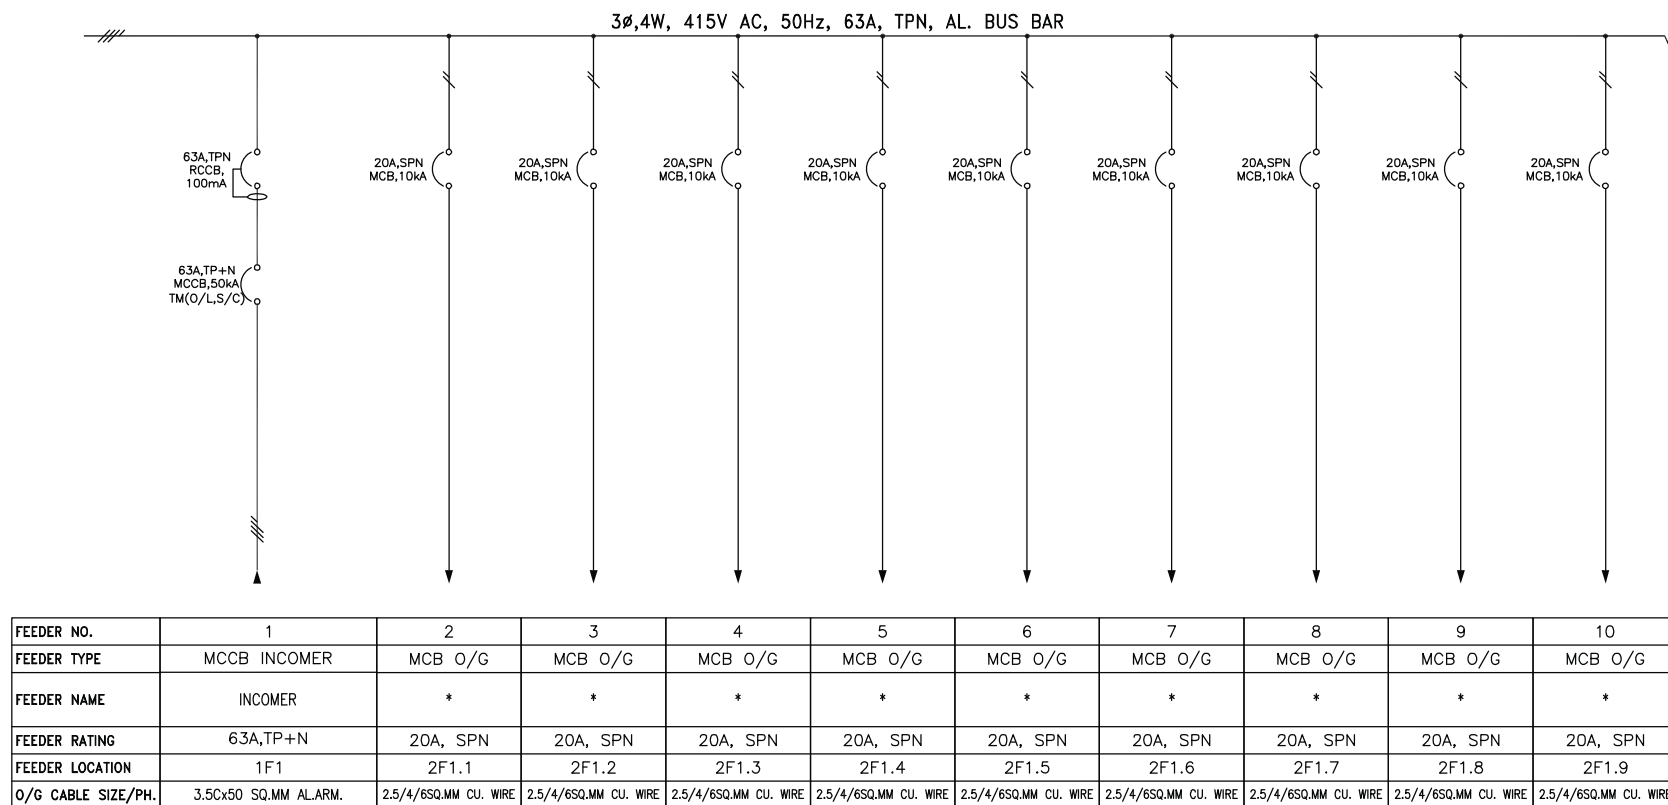 3ø,4W, 415V AC, 50Hz, 63A, TPN, AL. BUS BAR
63A,TPN
RCCB,
100mA
63A,TP+N
MCCB,50kA
TM(O/L,S/C)
20A,SPN
MCB,10kA
20A,SPN
MCB,10kA
20A,SPN
MCB,10kA
20A,SPN
MCB,10kA
20A,SPN
MCB,10kA
20A,SPN
MCB,10kA
20A,SPN
MCB,10kA
20A,SPN
MCB,10kA
20A,SPN
MCB,10kA
FEEDER NO. 1 2 3 4 5 6 7 8 9 10
FEEDER TYPE MCCB INCOMER MCB O/G MCB O/G MCB O/G MCB O/G MCB O/G MCB O/G MCB O/G MCB O/G MCB O/G
FEEDER NAME INCOMER * * * * * * * * *
FEEDER RATING 63A,TP+N 20A, SPN 20A, SPN 20A, SPN 20A, SPN 20A, SPN 20A, SPN 20A, SPN 20A, SPN 20A, SPN
FEEDER LOCATION 1F1 2F1.1 2F1.2 2F1.3 2F1.4 2F1.5 2F1.6 2F1.7 2F1.8 2F1.9
O/G CABLE SIZE/PH. 3.5Cx50 SQ.MM AL.ARM. 2.5/4/6SQ.MM CU. WIRE 2.5/4/6SQ.MM CU. WIRE 2.5/4/6SQ.MM CU. WIRE 2.5/4/6SQ.MM CU. WIRE 2.5/4/6SQ.MM CU. WIRE 2.5/4/6SQ.MM CU. WIRE 2.5/4/6SQ.MM CU. WIRE 2.5/4/6SQ.MM CU. WIRE 2.5/4/6SQ.MM CU. WIRE